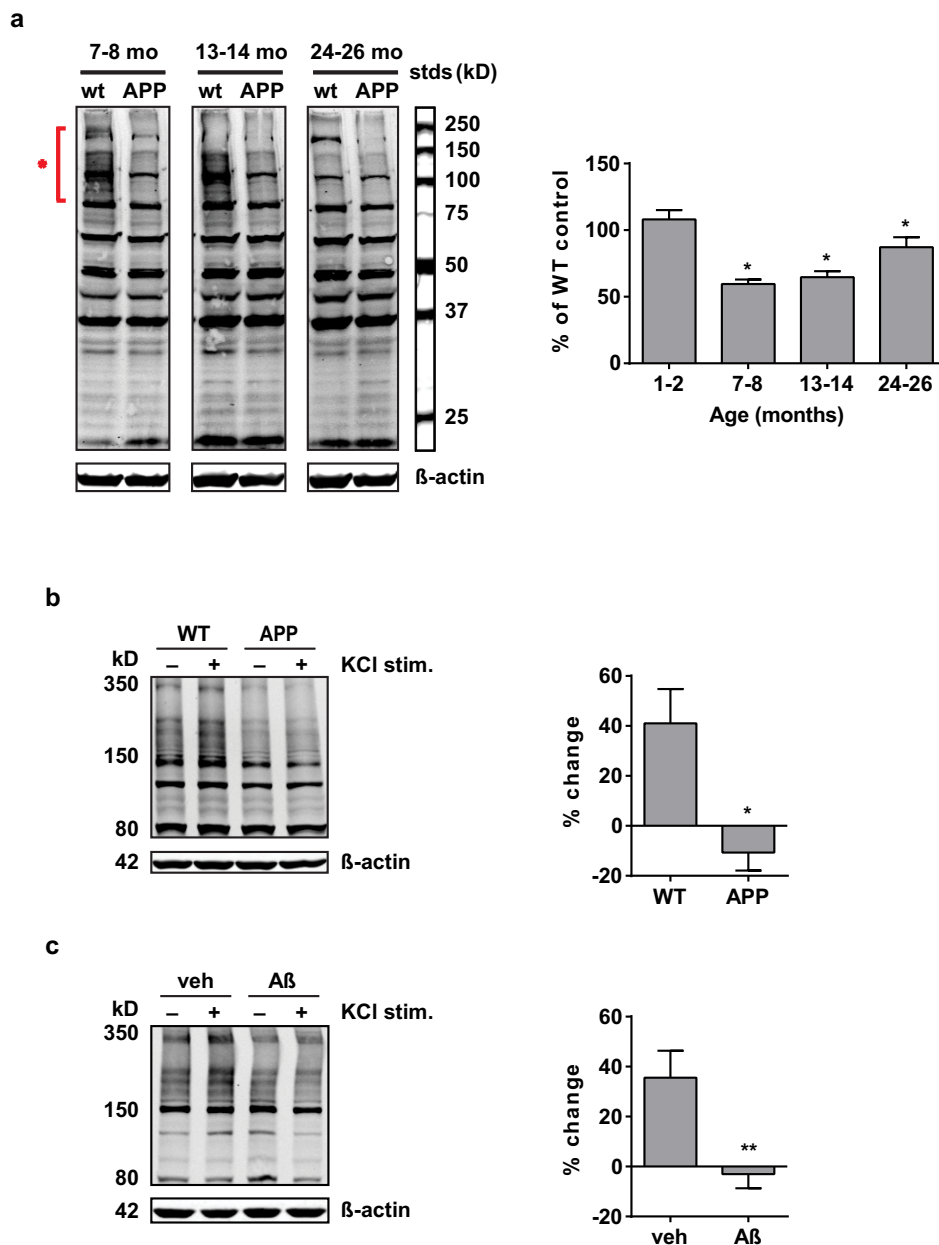 a
7-8 mo 13-14 mo 24-26 mo
stds (kD)
wt APP wt APP wt APP
250
150
100
75
50
37
25
*
ß-actin
% of WT control
150
100
50
0
* * *
1-2 7-8 13-14 24-26
Age (months)
b
WT APP
kD – + – + KCl stim.
350
150
80
42 ß-actin
% change
60
40
20
0
-20
*
WT APP
c
veh Aß
kD – + – + KCl stim.
350
150
80
42 ß-actin
% change
60
40
20
0
-20
**
veh Aß